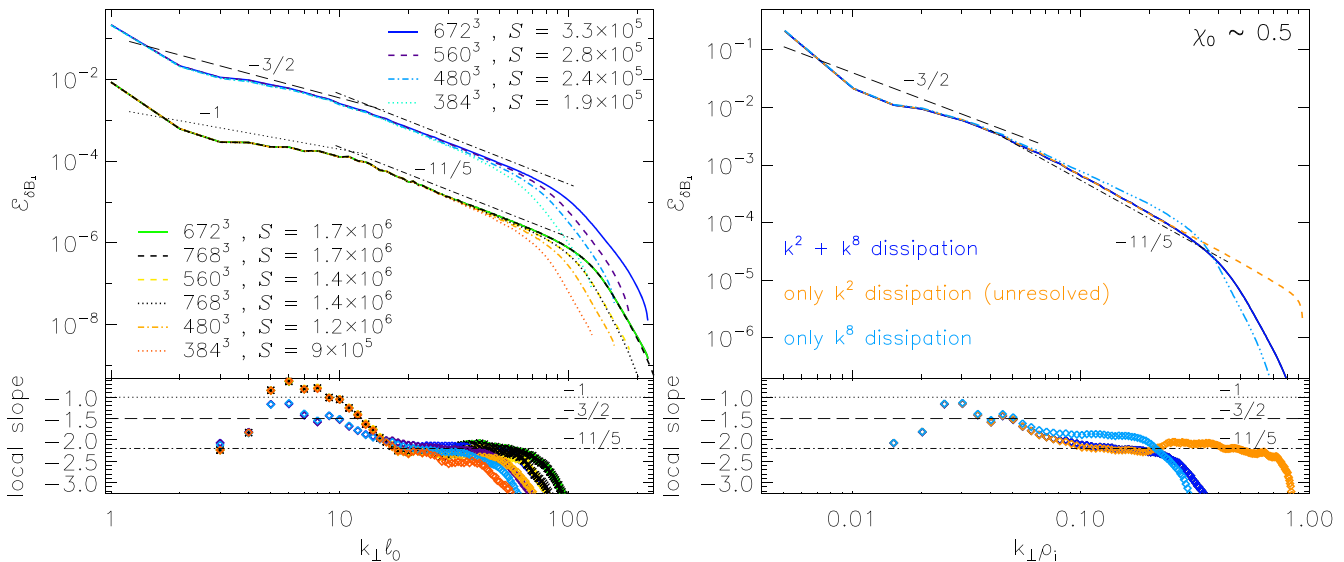 672³ , S = 3.3×10⁵
560³ , S = 2.8×10⁵
480³ , S = 2.4×10⁵
384³ , S = 1.9×10⁵
−3/2
−1
−11/5
672³ , S = 1.7×10⁶
768³ , S = 1.7×10⁶
560³ , S = 1.4×10⁶
768³ , S = 1.4×10⁶
480³ , S = 1.2×10⁶
384³ , S = 9×10⁵
10⁻²
10⁻⁴
10⁻⁶
10⁻⁸
ℰ_δB⊥
−1.0
−1.5
−2.0
−2.5
−3.0
local slope
−1
−3/2
−11/5
1
10
100
k⊥ℓ₀
χ₀ ~ 0.5
−3/2
−11/5
k² + k⁸ dissipation
only k² dissipation (unresolved)
only k⁸ dissipation
10⁻¹
10⁻²
10⁻³
10⁻⁴
10⁻⁵
10⁻⁶
ℰ_δB⊥
−1.0
−1.5
−2.0
−2.5
−3.0
local slope
−1
−3/2
−11/5
0.01
0.10
1.00
k⊥ρᵢ